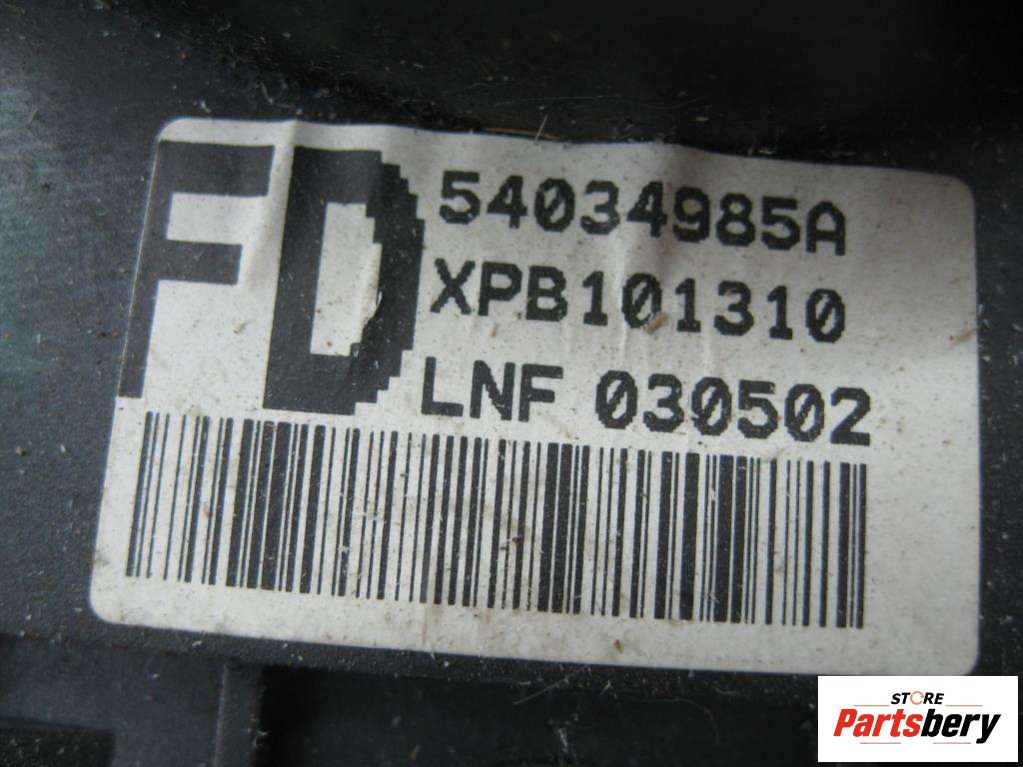 FD
54034985A
XPB101310
LNF 030502
STORE
Partsbery